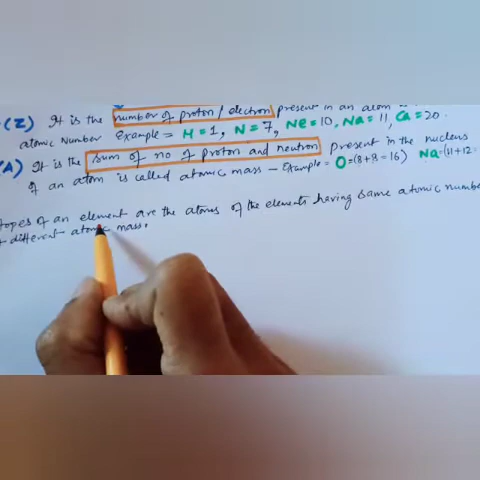 (Z) It is the number of proton/electron present in an atom
atomic Number Example = H = 1, N = 7, Ne = 10, Na = 11, Ca = 20.
(A) It is the sum of no of proton and neutron present in the nucleus
of an atom is called atomic mass - Example = O = (8+8=16) Na = (11+12
topes of an element are the atoms of the elements having same atomic numbe
different atomic mass.